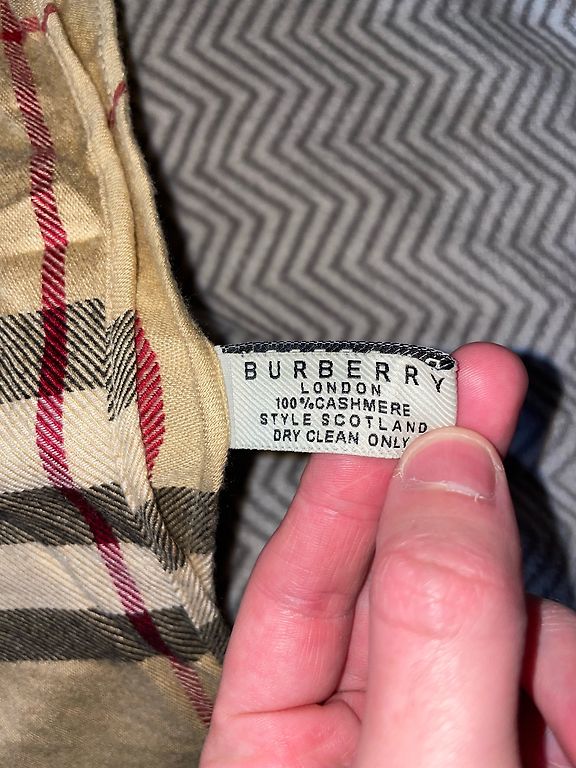 BURBERRY
LONDON
100%CASHMERE
STYLE SCOTLAND
DRY CLEAN ONLY